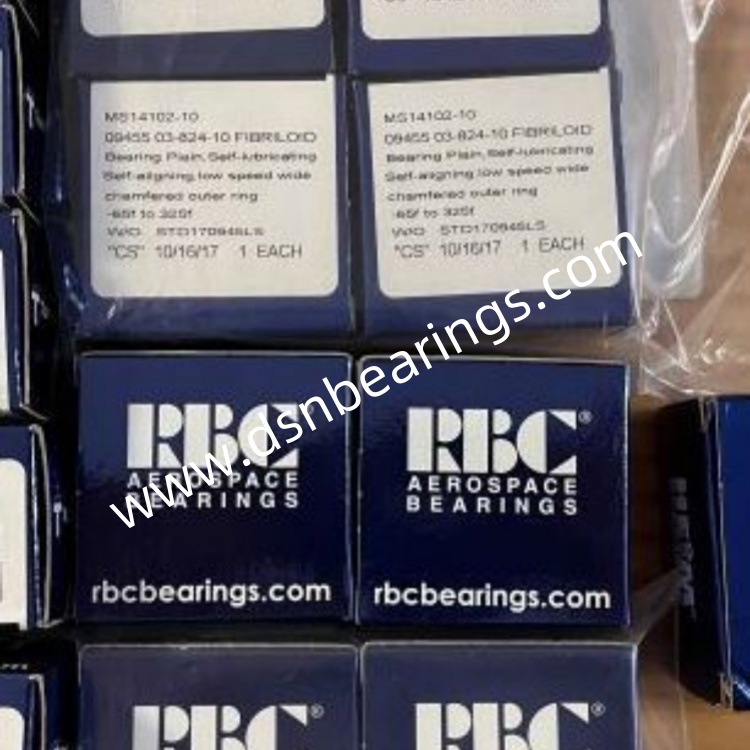 MS14102-10
09455 03-824-10 FIBRILOID
Bearing Plain, Self-lubricating
Self-aligning, low speed wide
chamfered outer ring
-65f to 325f
W/O STD170946LS
"CS" 10/16/17 1 EACH
MS14102-10
09455 03-824-10 FIBRILOID
Bearing Plain, Self-lubricating
Self-aligning, low speed wide
chamfered outer ring
-65f to 325f
W/O STD170946LS
"CS" 10/16/17 1 EACH
www.dsnbearings.com
RBC®
AEROSPACE
BEARINGS
rbcbearings.com
RBC®
AEROSPACE
BEARINGS
rbcbearings.com
RBC®
RBC®